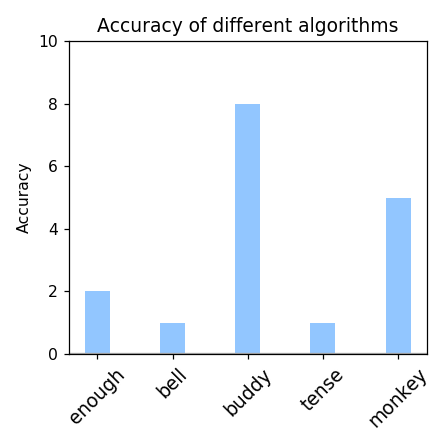 Accuracy of different algorithms
10
8
6
4
2
0
Accuracy
enough
bell
buddy
tense
monkey